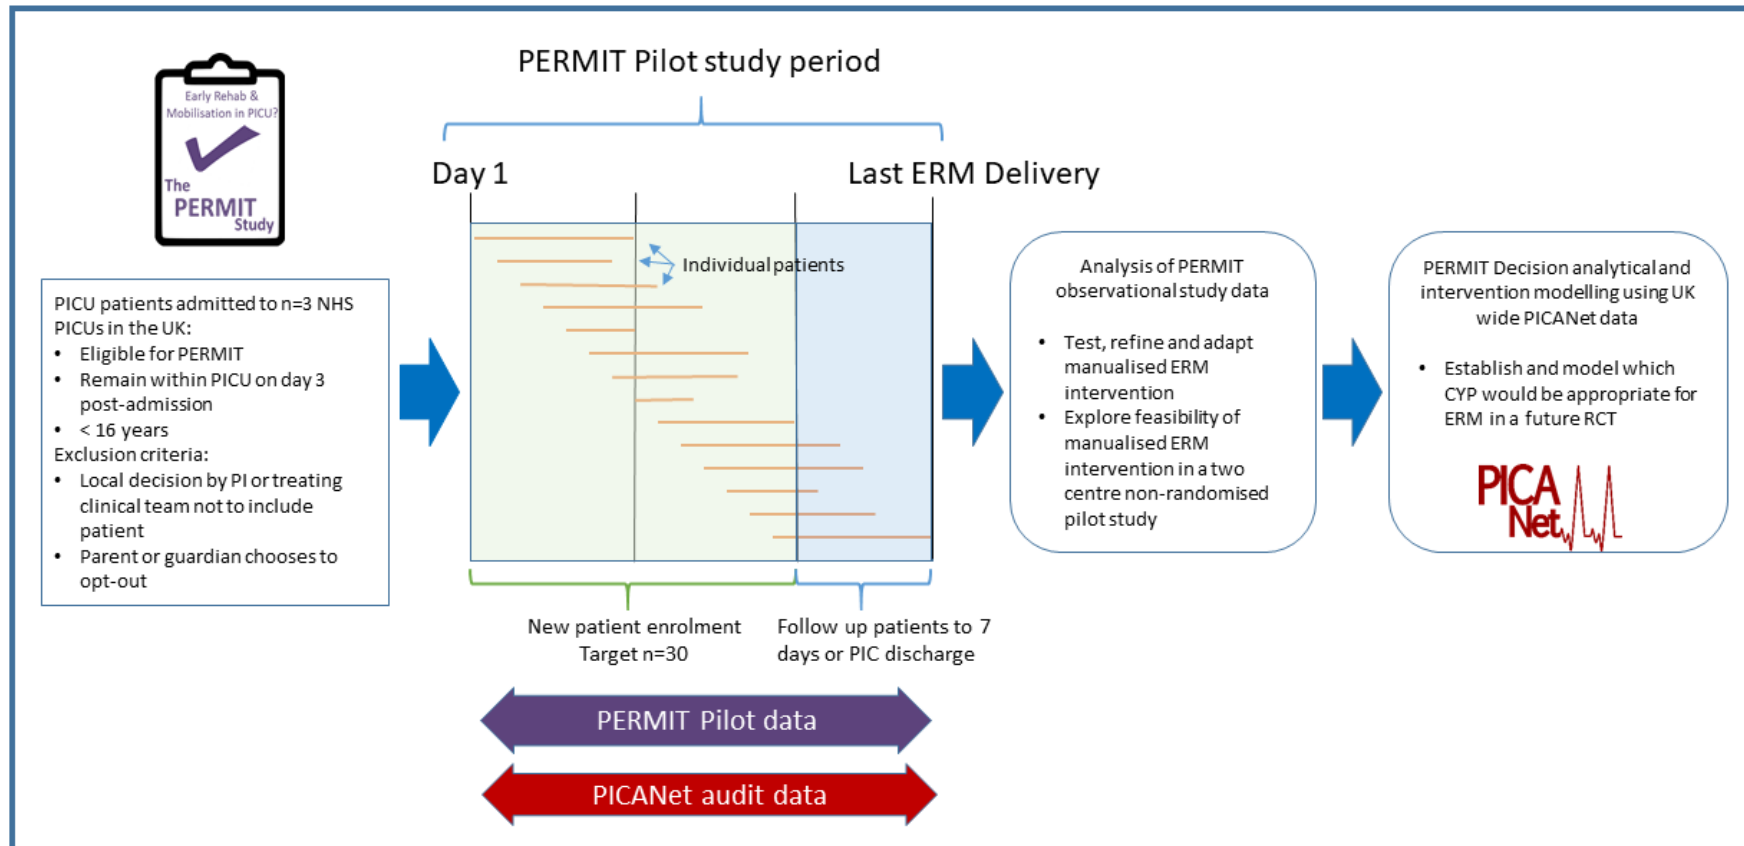 PERMIT Pilot study period
Early Rehab &
Mobilisation in PICU?
The
PERMIT
Study
Day 1
Last ERM Delivery
Individual patients
PICU patients admitted to n=3 NHS
PICUs in the UK:
• Eligible for PERMIT
• Remain within PICU on day 3
post-admission
• < 16 years
Exclusion criteria:
• Local decision by PI or treating
clinical team not to include
patient
• Parent or guardian chooses to
opt-out
New patient enrolment
Target n=30
Follow up patients to 7
days or PIC discharge
PERMIT Pilot data
PICANet audit data
Analysis of PERMIT
observational study data
• Test, refine and adapt
manualised ERM
intervention
• Explore feasibility of
manualised ERM
intervention in a two
centre non-randomised
pilot study
PERMIT Decision analytical and
intervention modelling using UK
wide PICANet data
• Establish and model which
CYP would be appropriate for
ERM in a future RCT
PICA
Net